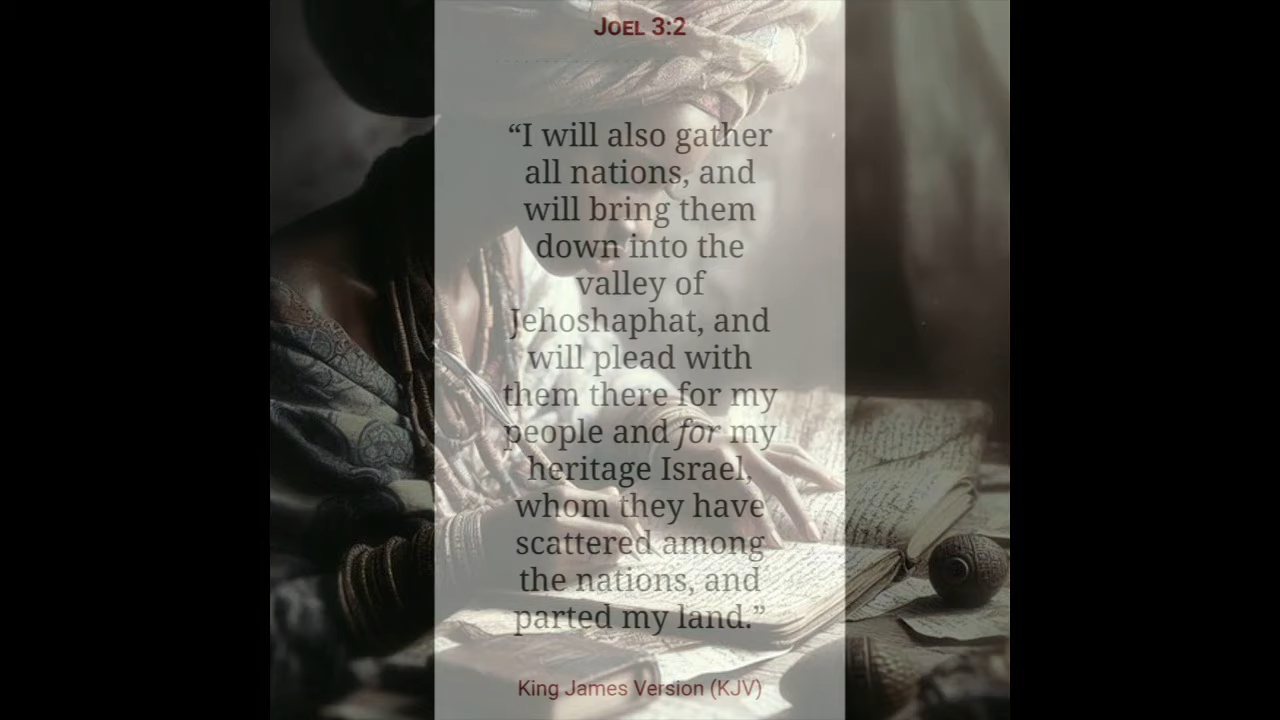 Joel 3:2
“I will also gather
all nations, and
will bring them
down into the
valley of
Jehoshaphat, and
will plead with
them there for my
people and for my
heritage Israel,
whom they have
scattered among
the nations, and
parted my land.”
King James Version (KJV)